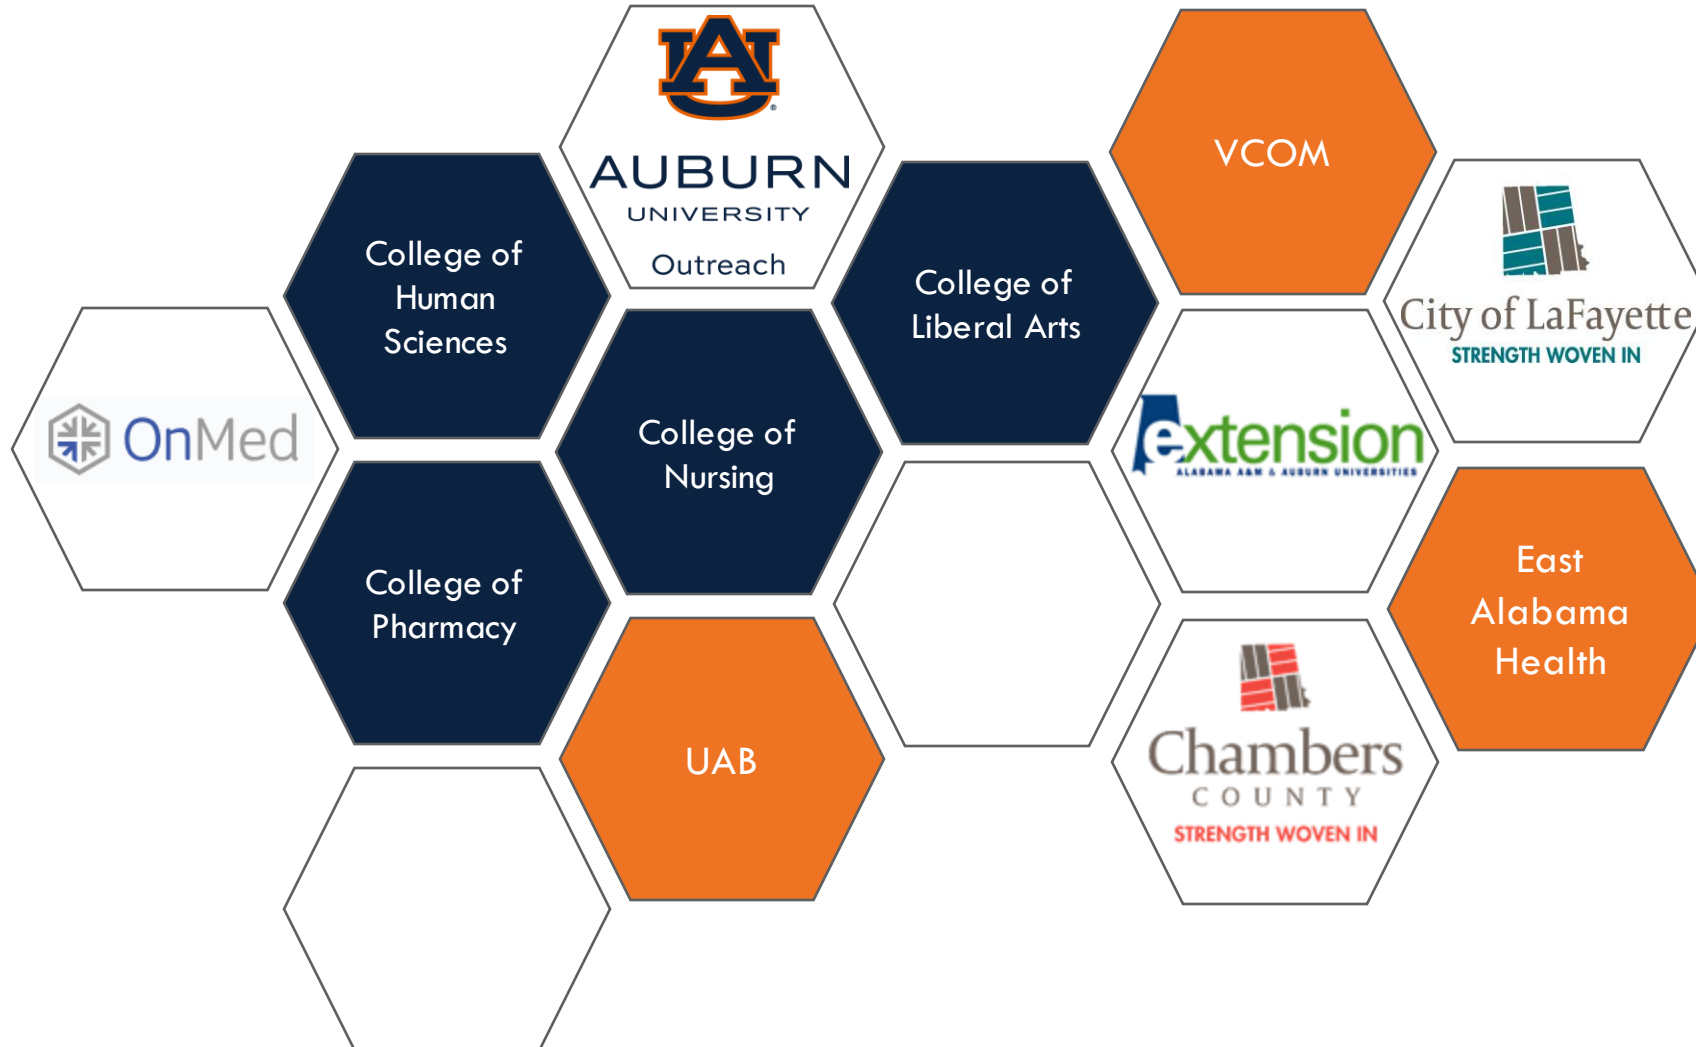 AU
AUBURN
UNIVERSITY
Outreach
VCOM
College of
Human
Sciences
College of
Liberal Arts
City of LaFayette
STRENGTH WOVEN IN
OnMed
College of
Nursing
extension
ALABAMA A&M & AUBURN UNIVERSITIES
College of
Pharmacy
East
Alabama
Health
UAB
Chambers
COUNTY
STRENGTH WOVEN IN